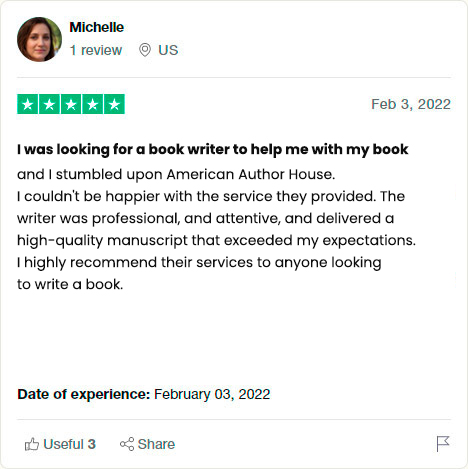 Michelle
1 review US
Feb 3, 2022
I was looking for a book writer to help me with my book
and I stumbled upon American Author House.
I couldn't be happier with the service they provided. The
writer was professional, and attentive, and delivered a
high-quality manuscript that exceeded my expectations.
I highly recommend their services to anyone looking
to write a book.
Date of experience: February 03, 2022
Useful 3 Share